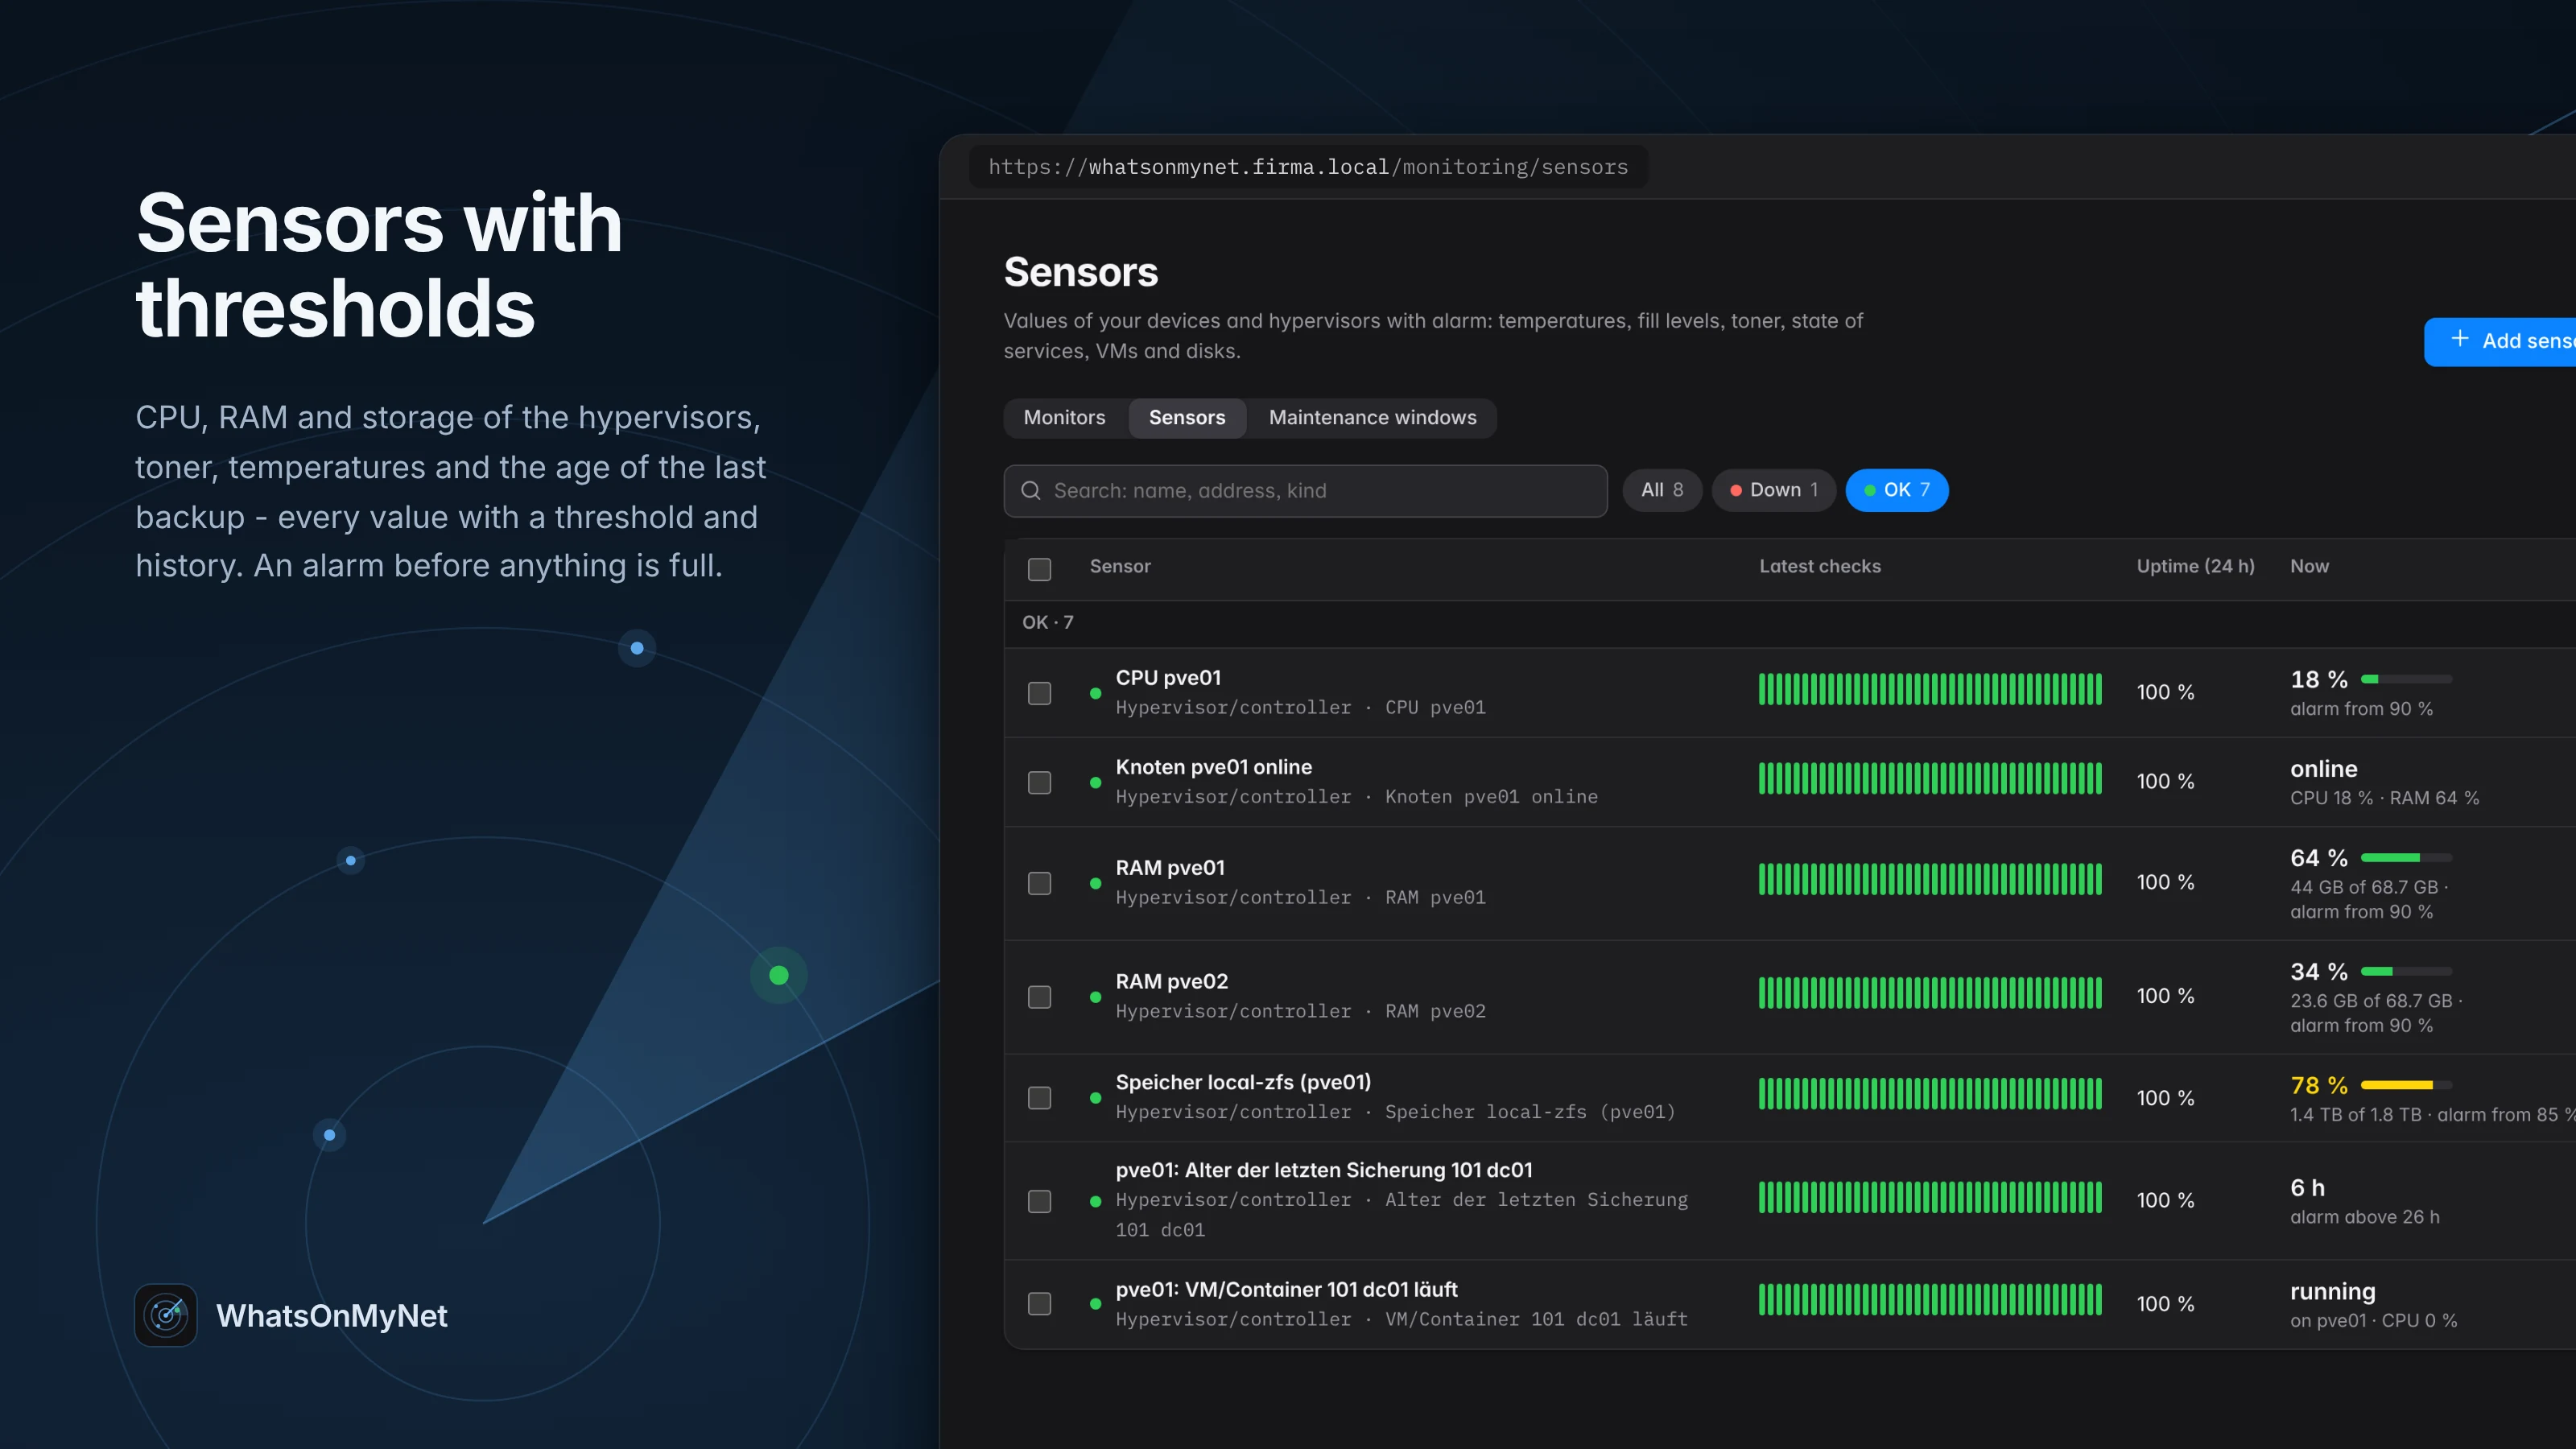 Sensors with
thresholds
CPU, RAM and storage of the hypervisors,
toner, temperatures and the age of the last
backup - every value with a threshold and
history. An alarm before anything is full.
WhatsOnMyNet
https://whatsonmynet.firma.local/monitoring/sensors
Sensors
Values of your devices and hypervisors with alarm: temperatures, fill levels, toner, state of
services, VMs and disks.
Add
Monitors Sensors Maintenance windows
Search: name, address, kind All 8 Down 1 OK 7
Sensor Latest checks Uptime (24 h) Now
OK · 7
CPU pve01
Hypervisor/controller · CPU pve01
100 %
18 %
alarm from 90 %
Knoten pve01 online
Hypervisor/controller · Knoten pve01 online
100 %
online
CPU 18 % · RAM 64 %
RAM pve01
Hypervisor/controller · RAM pve01
100 %
64 %
44 GB of 68.7 GB ·
alarm from 90 %
RAM pve02
Hypervisor/controller · RAM pve02
100 %
34 %
23.6 GB of 68.7 GB ·
alarm from 90 %
Speicher local-zfs (pve01)
Hypervisor/controller · Speicher local-zfs (pve01)
100 %
78 %
1.4 TB of 1.8 TB · alarm from 85 %
pve01: Alter der letzten Sicherung 101 dc01
Hypervisor/controller · Alter der letzten Sicherung
101 dc01
100 %
6 h
alarm above 26 h
pve01: VM/Container 101 dc01 läuft
Hypervisor/controller · VM/Container 101 dc01 läuft
100 %
running
on pve01 · CPU 0 %